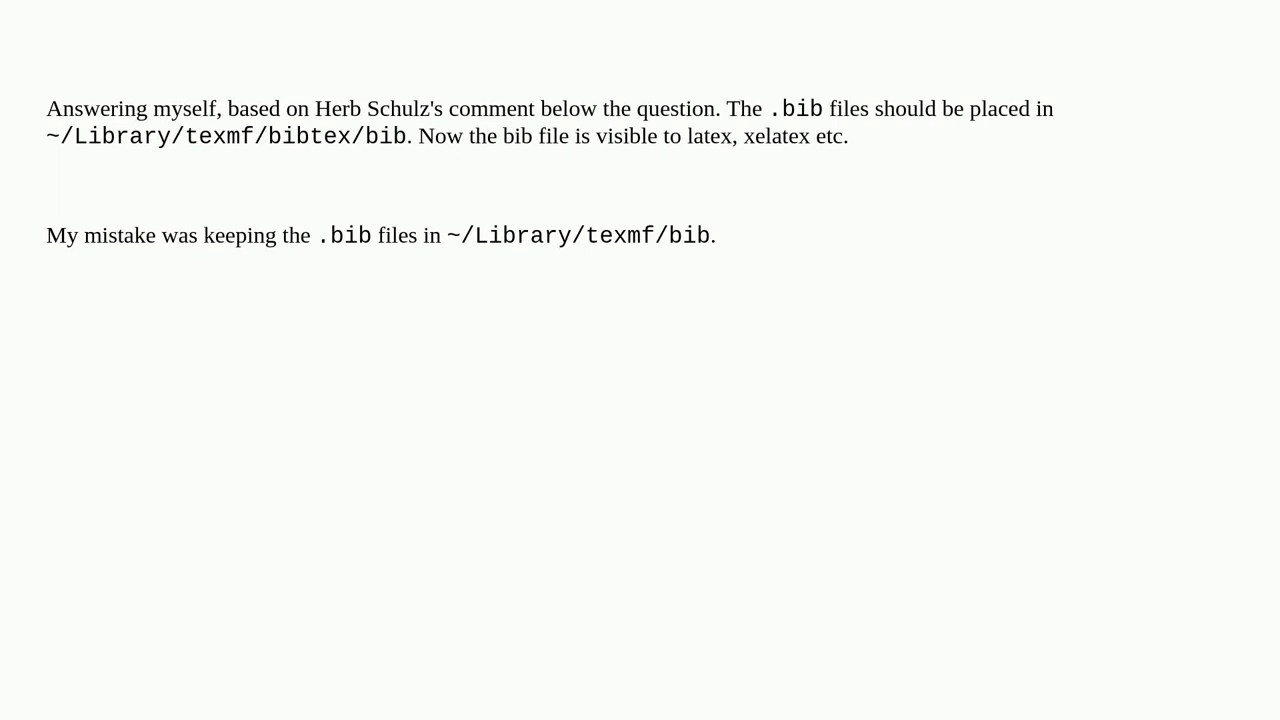 Answering myself, based on Herb Schulz's comment below the question. The .bib files should be placed in
~/Library/texmf/bibtex/bib. Now the bib file is visible to latex, xelatex etc.
My mistake was keeping the .bib files in ~/Library/texmf/bib.